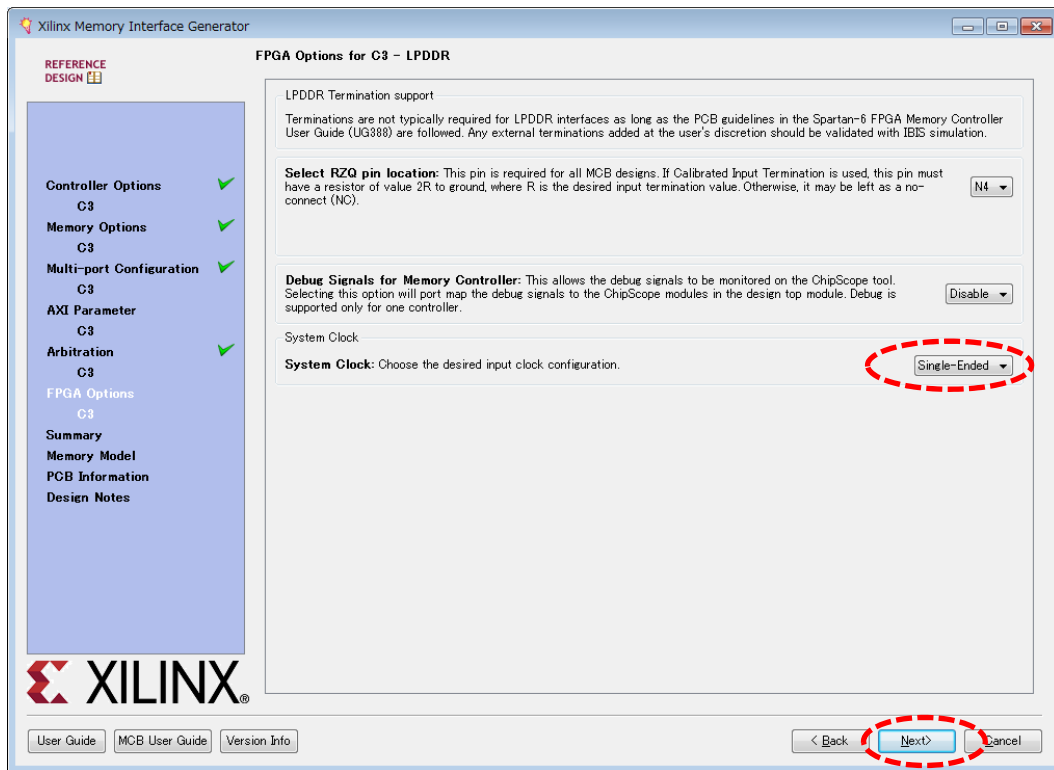 Xilinx Memory Interface Generator
REFERENCE
DESIGN
FPGA Options for C3 - LPDDR
Controller Options
C3
Memory Options
C3
Multi-port Configuration
C3
AXI Parameter
C3
Arbitration
C3
FPGA Options
C3
Summary
Memory Model
PCB Information
Design Notes
LPDDR Termination support
Terminations are not typically required for LPDDR interfaces as long as the PCB guidelines in the Spartan-6 FPGA Memory Controller
User Guide (UG388) are followed. Any external terminations added at the user's discretion should be validated with IBIS simulation.
Select RZQ pin location: This pin is required for all MCB designs. If Calibrated Input Termination is used, this pin must
have a resistor of value 2R to ground, where R is the desired input termination value. Otherwise, it may be left as a no-
connect (NC).
N4
Debug Signals for Memory Controller: This allows the debug signals to be monitored on the ChipScope tool.
Selecting this option will port map the debug signals to the ChipScope modules in the design top module. Debug is
supported only for one controller.
Disable
System Clock
System Clock: Choose the desired input clock configuration.
Single-Ended
XILINX®
User Guide
MCB User Guide
Version Info
< Back
Next>
Cancel